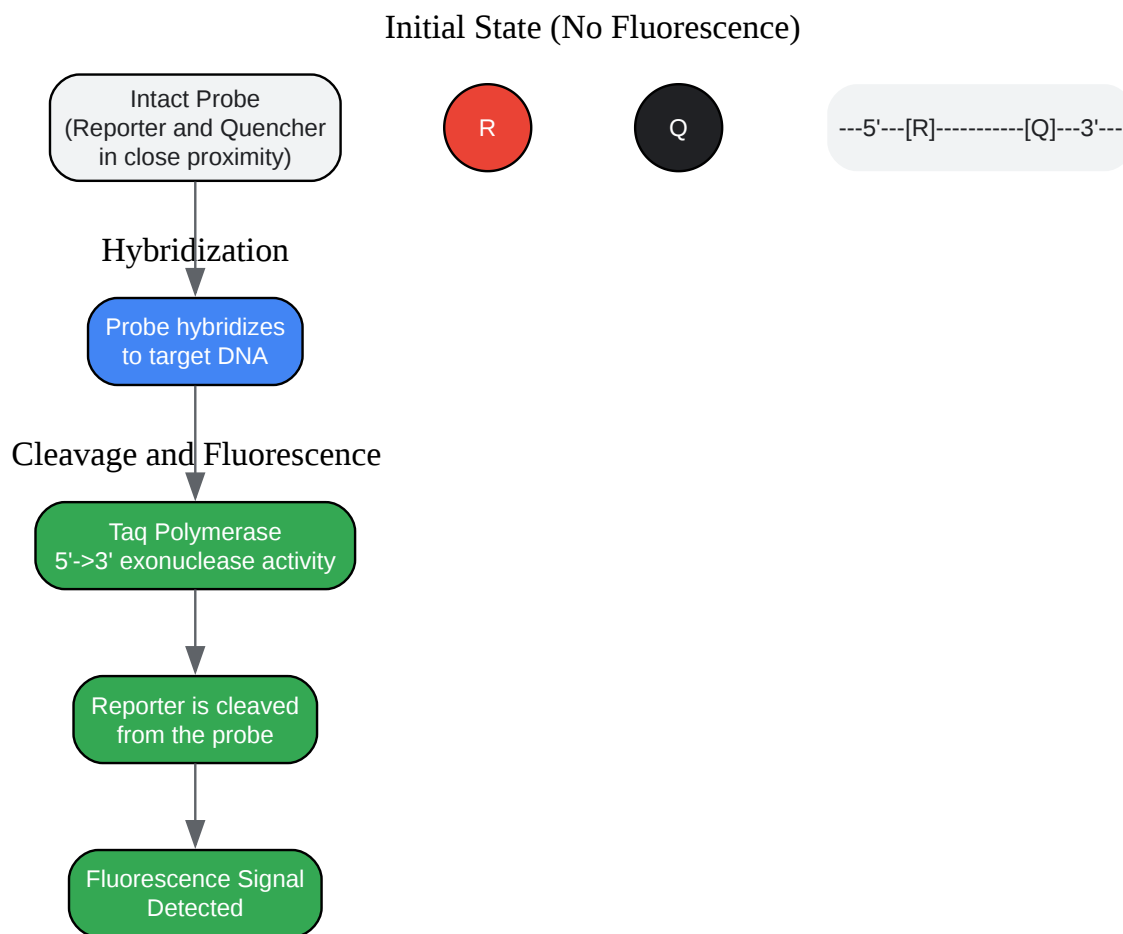 Initial State (No Fluorescence)
Intact Probe
(Reporter and Quencher
in close proximity)
R
Q
---5'---[R]------------[Q]---3'---
Hybridization
Probe hybridizes
to target DNA
Cleavage and Fluorescence
Taq Polymerase
5'->3' exonuclease activity
Reporter is cleaved
from the probe
Fluorescence Signal
Detected